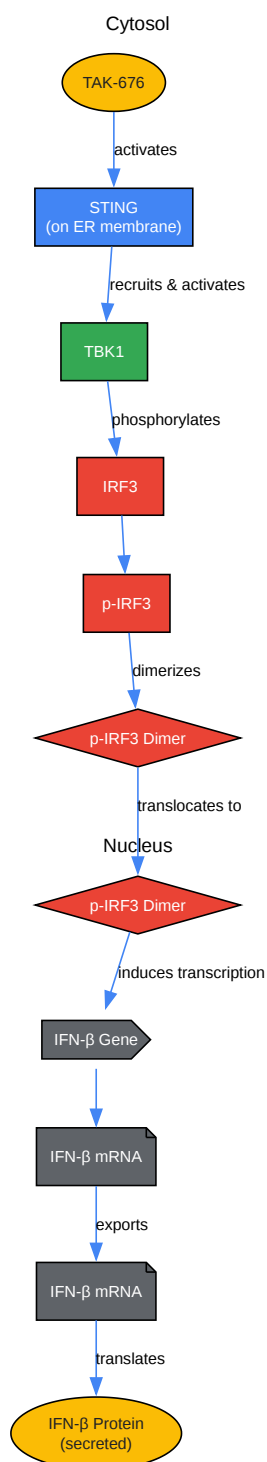 Cytosol
TAK-676
activates
STING
(on ER membrane)
recruits & activates
TBK1
phosphorylates
IRF3
p-IRF3
dimerizes
p-IRF3 Dimer
translocates to
Nucleus
p-IRF3 Dimer
induces transcription
IFN-β Gene
IFN-β mRNA
exports
IFN-β mRNA
translates
IFN-β Protein
(secreted)